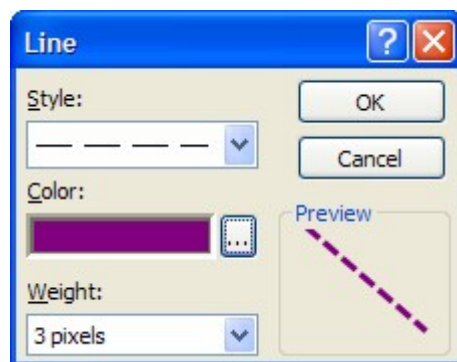 Line
?
Style:
OK
Cancel
Color:
...
Preview
Weight:
3 pixels